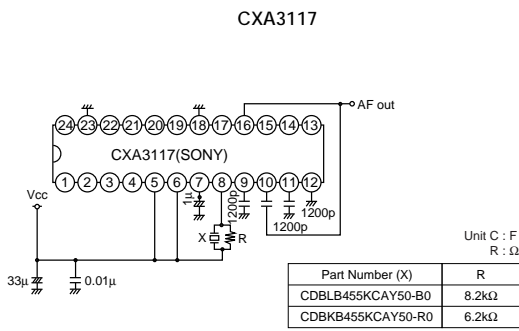 CXA3117
AF out
24 23 22 21 20 19 18 17 16 15 14 13
CXA3117(SONY)
1 2 3 4 5 6 7 8 9 10 11 12
Vcc
1μ
1200p
1200p
1200p
X R
33μ
0.01μ
Unit C : F
R : Ω
Part Number (X) R
CDBLB455KCAY50-B0 8.2kΩ
CDBKB455KCAY50-R0 6.2kΩ